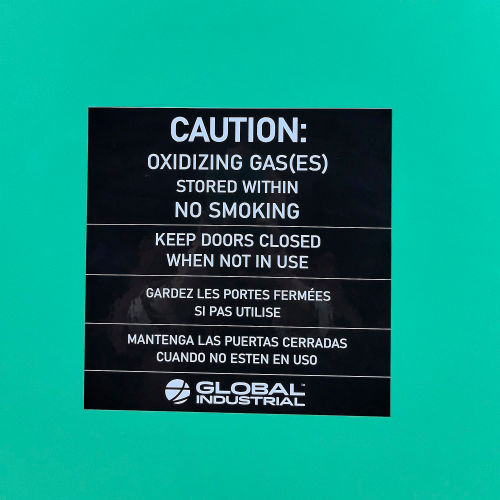 CAUTION:
OXIDIZING GAS(ES)
STORED WITHIN
NO SMOKING
KEEP DOORS CLOSED
WHEN NOT IN USE
GARDEZ LES PORTES FERMÉES
SI PAS UTILISE
MANTENGA LAS PUERTAS CERRADAS
CUANDO NO ESTEN EN USO
GLOBAL™
INDUSTRIAL